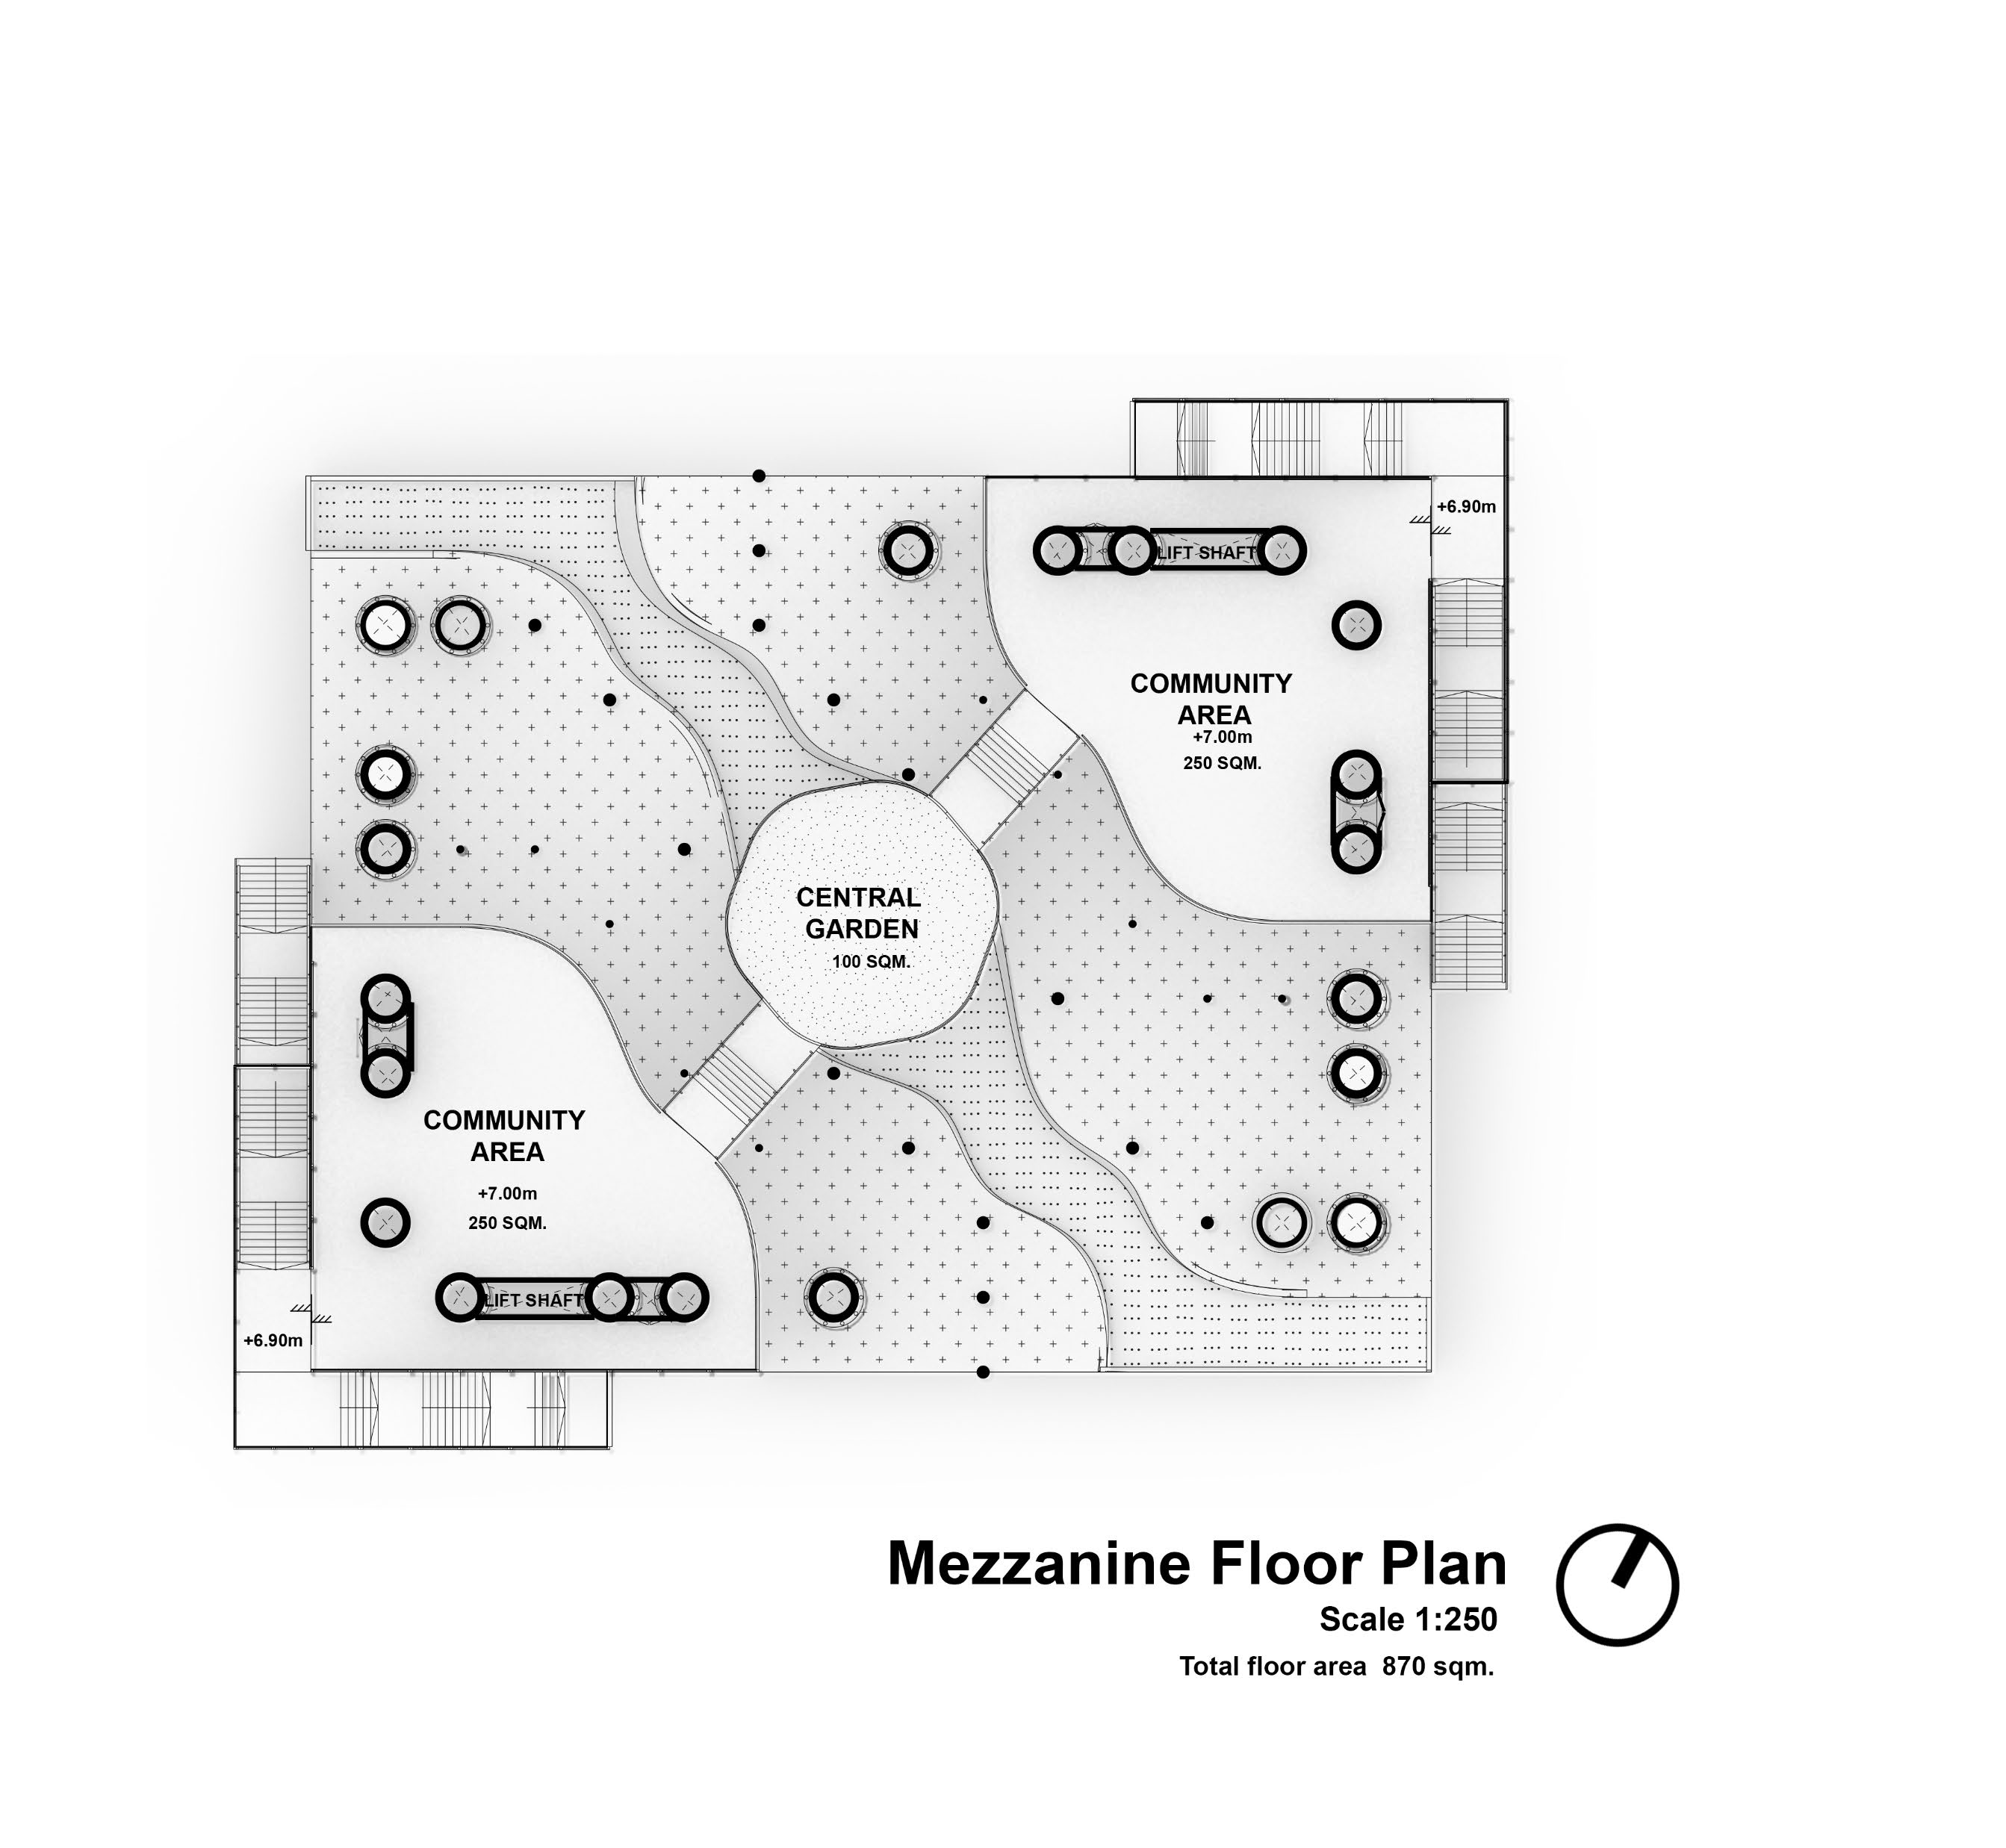 +6.90m
LIFT SHAFT
COMMUNITY
AREA
+7.00m
250 SQM.
CENTRAL
GARDEN
100 SQM.
COMMUNITY
AREA
+7.00m
250 SQM.
LIFT SHAFT
+6.90m
Mezzanine Floor Plan
Scale 1:250
Total floor area 870 sqm.